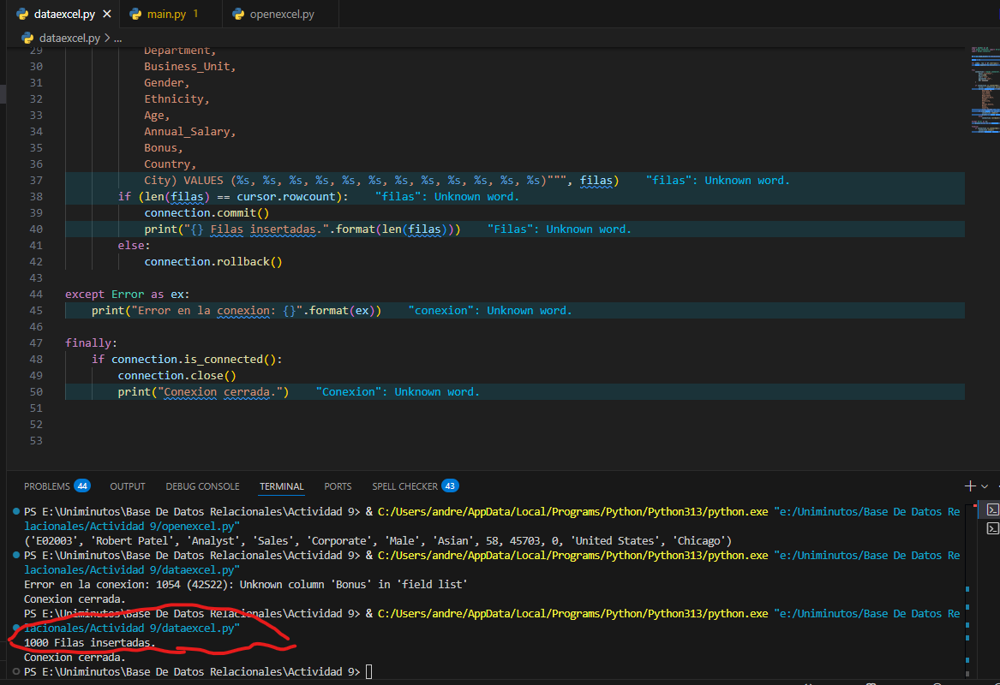 dataexcel.py
main.py 1
openexcel.py
dataexcel.py > ...
29 Department,
30 Business_Unit,
31 Gender,
32 Ethnicity,
33 Age,
34 Annual_Salary,
35 Bonus,
36 Country,
37 City) VALUES (%s, %s, %s, %s, %s, %s, %s, %s, %s, %s, %s, %s)""", filas) "filas": Unknown word.
38 if (len(filas) == cursor.rowcount): "filas": Unknown word.
39 connection.commit()
40 print("{} Filas insertadas.".format(len(filas))) "Filas": Unknown word.
41 else:
42 connection.rollback()
43
44 except Error as ex:
45 print("Error en la conexion: {}".format(ex)) "conexion": Unknown word.
46
47 finally:
48 if connection.is_connected():
49 connection.close()
50 print("Conexion cerrada.") "Conexion": Unknown word.
51
52
53
PROBLEMS 44 OUTPUT DEBUG CONSOLE TERMINAL PORTS SPELL CHECKER 43
PS E:\Uniminutos\Base De Datos Relacionales\Actividad 9> & C:/Users/andre/AppData/Local/Programs/Python/Python313/python.exe "e:/Uniminutos/Base De Datos Re
lacionales/Actividad 9/openexcel.py"
('E02003', 'Robert Patel', 'Analyst', 'Sales', 'Corporate', 'Male', 'Asian', 58, 45703, 0, 'United States', 'Chicago')
PS E:\Uniminutos\Base De Datos Relacionales\Actividad 9> & C:/Users/andre/AppData/Local/Programs/Python/Python313/python.exe "e:/Uniminutos/Base De Datos Re
lacionales/Actividad 9/dataexcel.py"
Error en la conexion: 1054 (42S22): Unknown column 'Bonus' in 'field list'
Conexion cerrada.
PS E:\Uniminutos\Base De Datos Relacionales\Actividad 9> & C:/Users/andre/AppData/Local/Programs/Python/Python313/python.exe "e:/Uniminutos/Base De Datos Re
lacionales/Actividad 9/dataexcel.py"
1000 Filas insertadas.
Conexion cerrada.
PS E:\Uniminutos\Base De Datos Relacionales\Actividad 9>